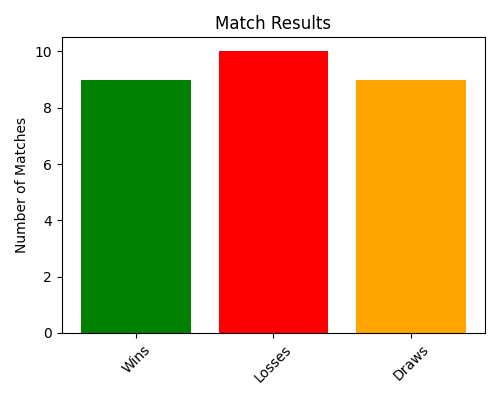 Match Results
Number of Matches
10
8
6
4
2
0
Wins
Losses
Draws